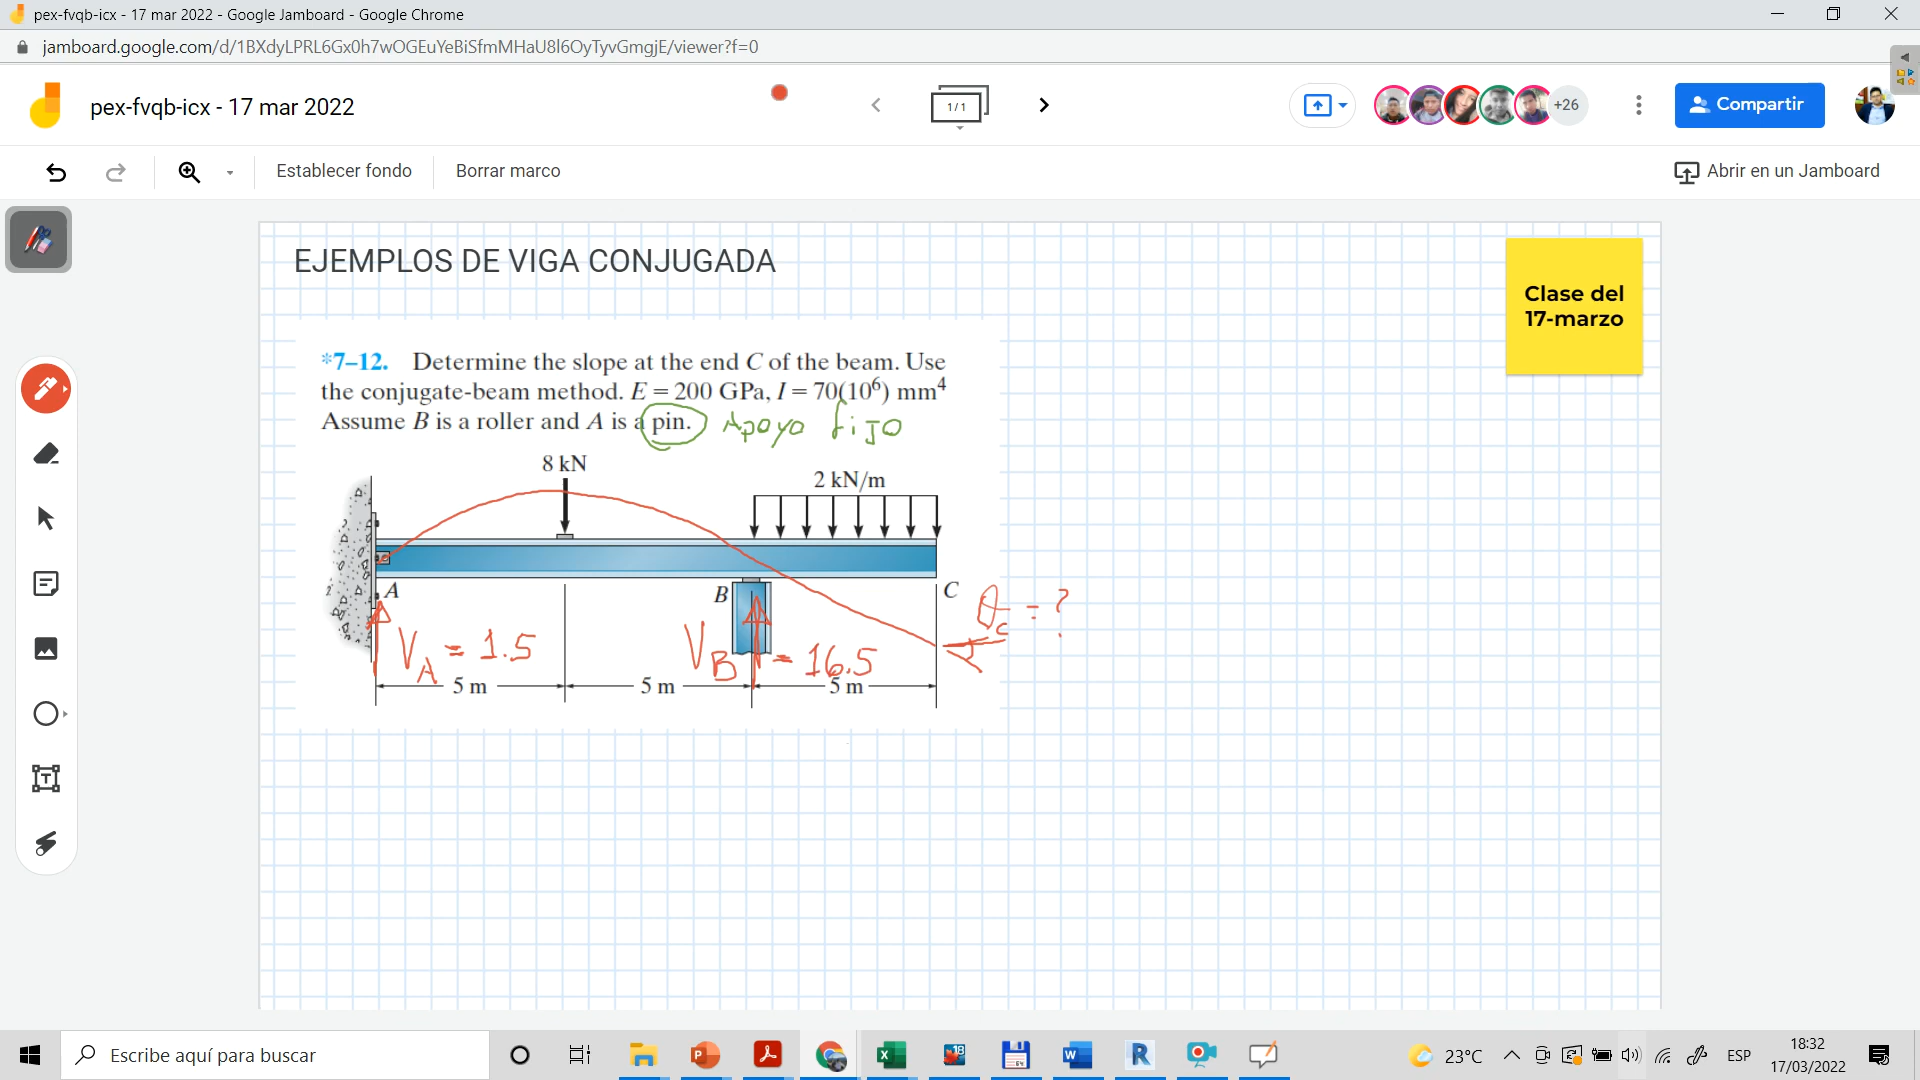 pex-fvqb-icx - 17 mar 2022 - Google Jamboard - Google Chrome
jamboard.google.com/d/1BXdyLPRL6Gx0h7wOGEuYeBiSfmMHaU8l6OyTyvGmgjE/viewer?f=0
pex-fvqb-icx - 17 mar 2022
1/1
+26
Compartir
Establecer fondo
Borrar marco
Abrir en un Jamboard
EJEMPLOS DE VIGA CONJUGADA
Clase del
17-marzo
*7–12. Determine the slope at the end C of the beam. Use
the conjugate-beam method. E = 200 GPa, I = 70(10⁶) mm⁴
Assume B is a roller and A is a pin. Apoyo fijo
8 kN
2 kN/m
A
B
C
θc = ?
VA = 1.5
VB = 16.5
5 m
5 m
5 m
Escribe aquí para buscar
23°C
ESP
18:32
17/03/2022